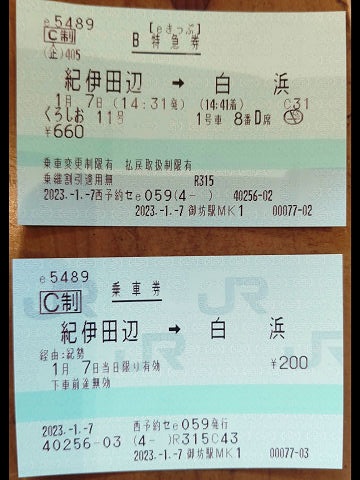 e5489
C制
【eきっぷ】
B 特急券
(企)405
紀伊田辺 → 白浜
1月 7日 (14:31発) (14:41着) C31
くろしお 11号 1号車 8番D席
¥660
乗車変更制限有 払戻取扱制限有
乗継割引適用無 R315
2023.-1.-7西予約セe059(4- ) 40256-02
2023.-1.-7 御坊駅MK1 00077-02
e5489
C制 乗車券
紀伊田辺 → 白浜
経由:紀勢 ¥200
1月 7日当日限り有効
下車前途無効
2023.-1.-7 西予約セe059発行
40256-03 (4- )R315C43
2023.-1.-7 御坊駅MK1 00077-03
JR JR